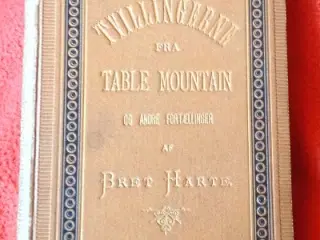 TVILLINGERNE
FRA
TABLE MOUNTAIN
OG ANDRE FORTÆLLINGER
AF
BRET HARTE.